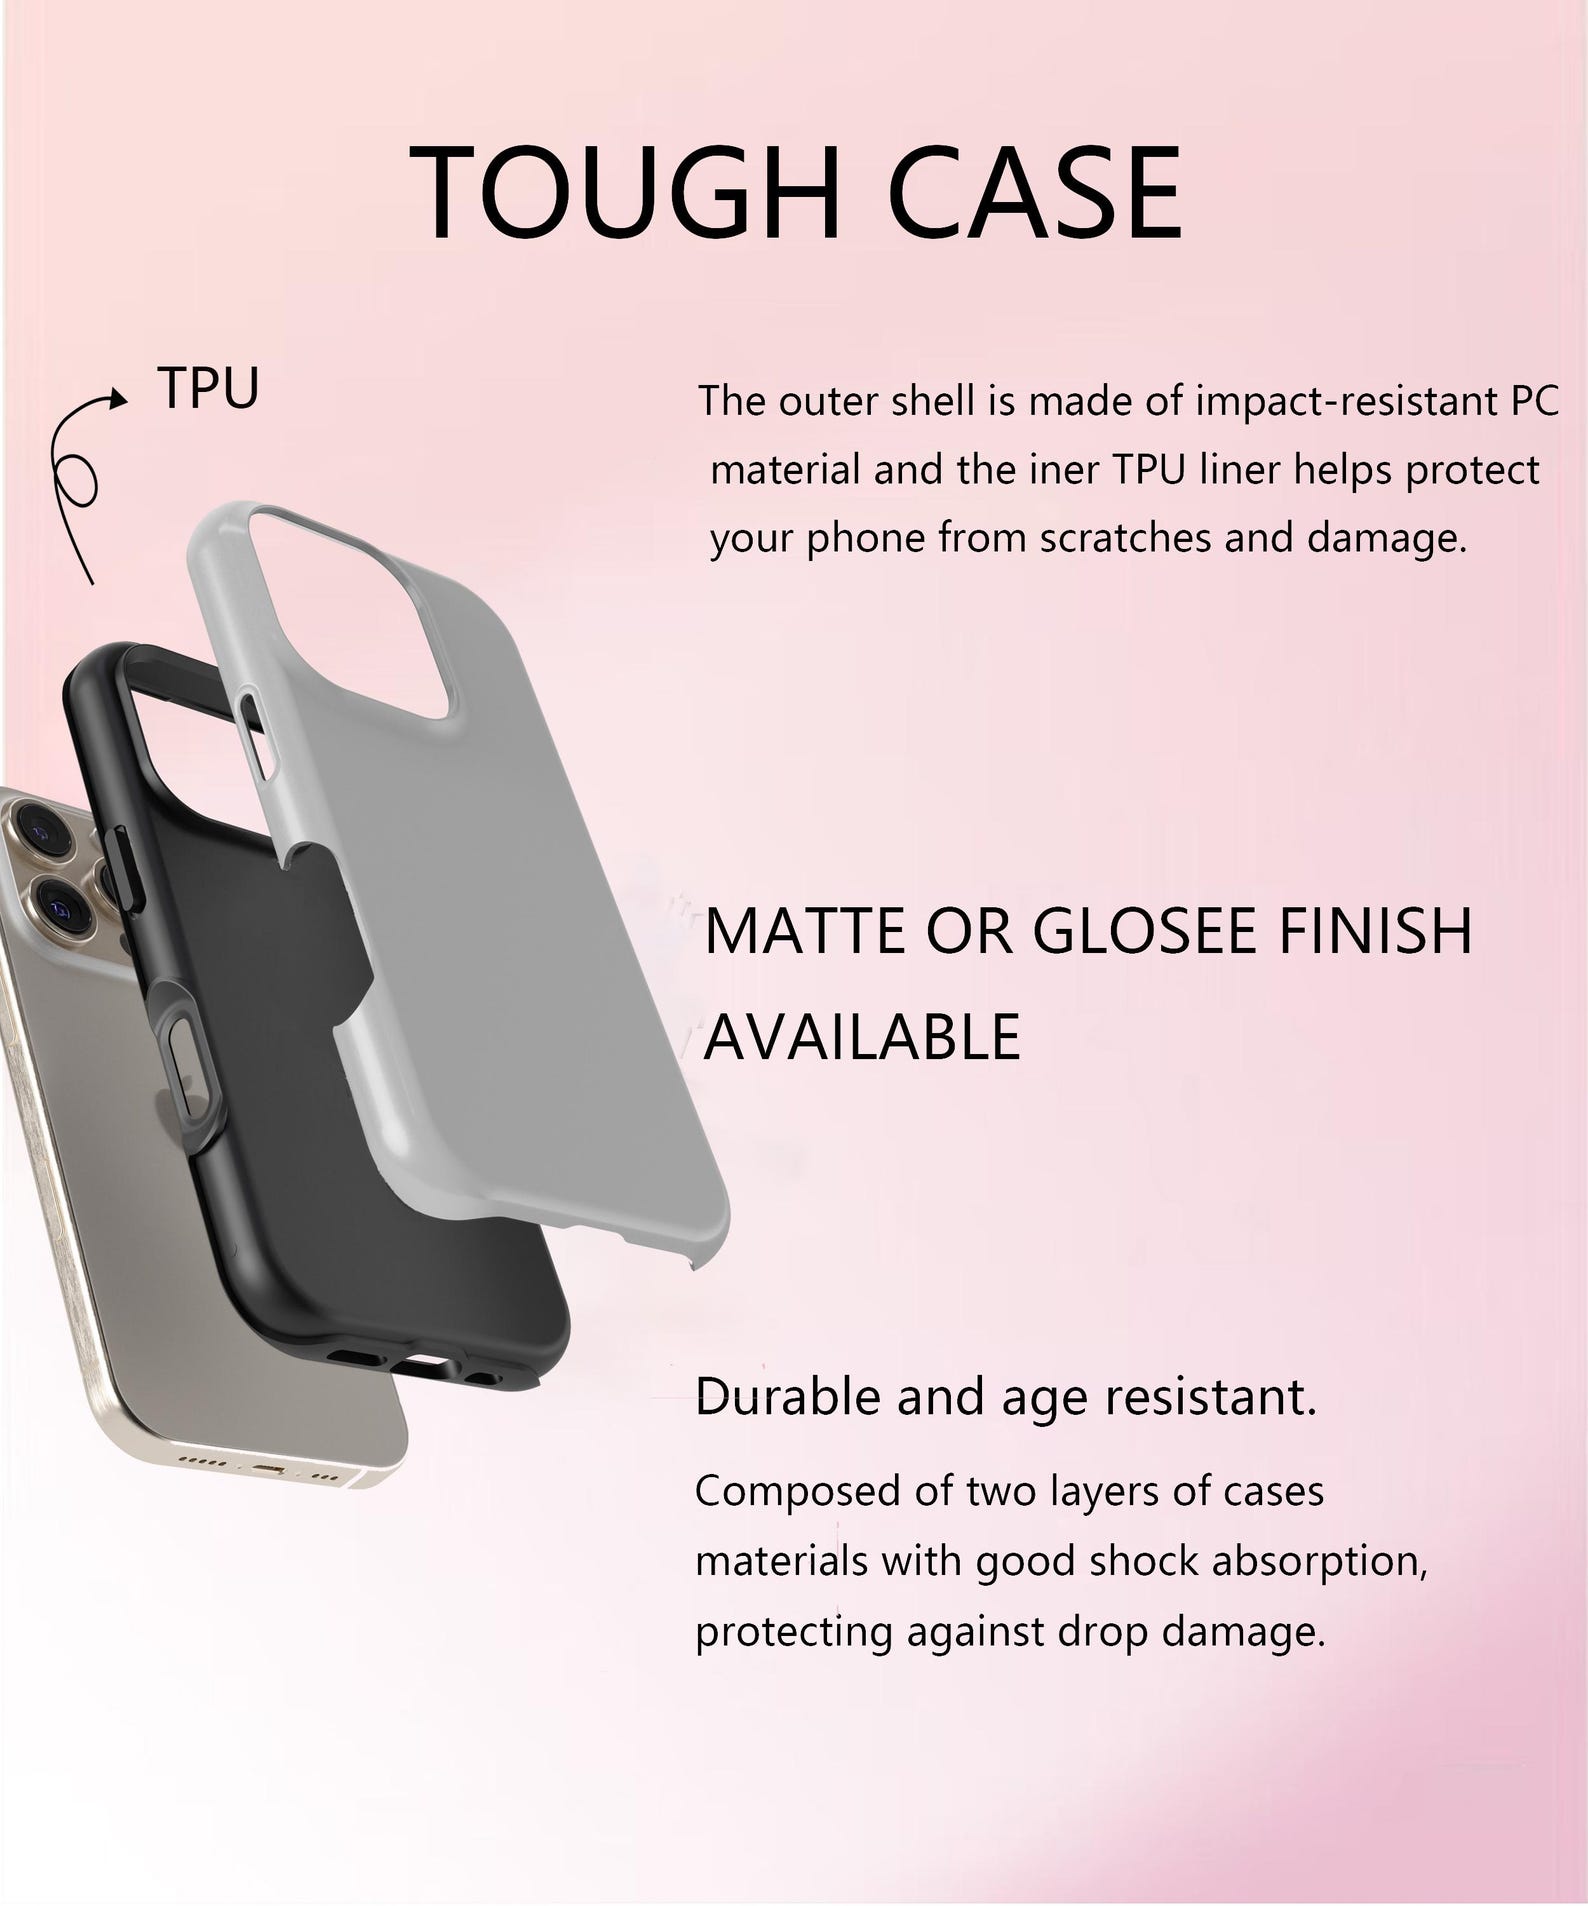 TOUGH CASE
TPU
The outer shell is made of impact-resistant PC
material and the iner TPU liner helps protect
your phone from scratches and damage.
MATTE OR GLOSEE FINISH
AVAILABLE
Durable and age resistant.
Composed of two layers of cases
materials with good shock absorption,
protecting against drop damage.